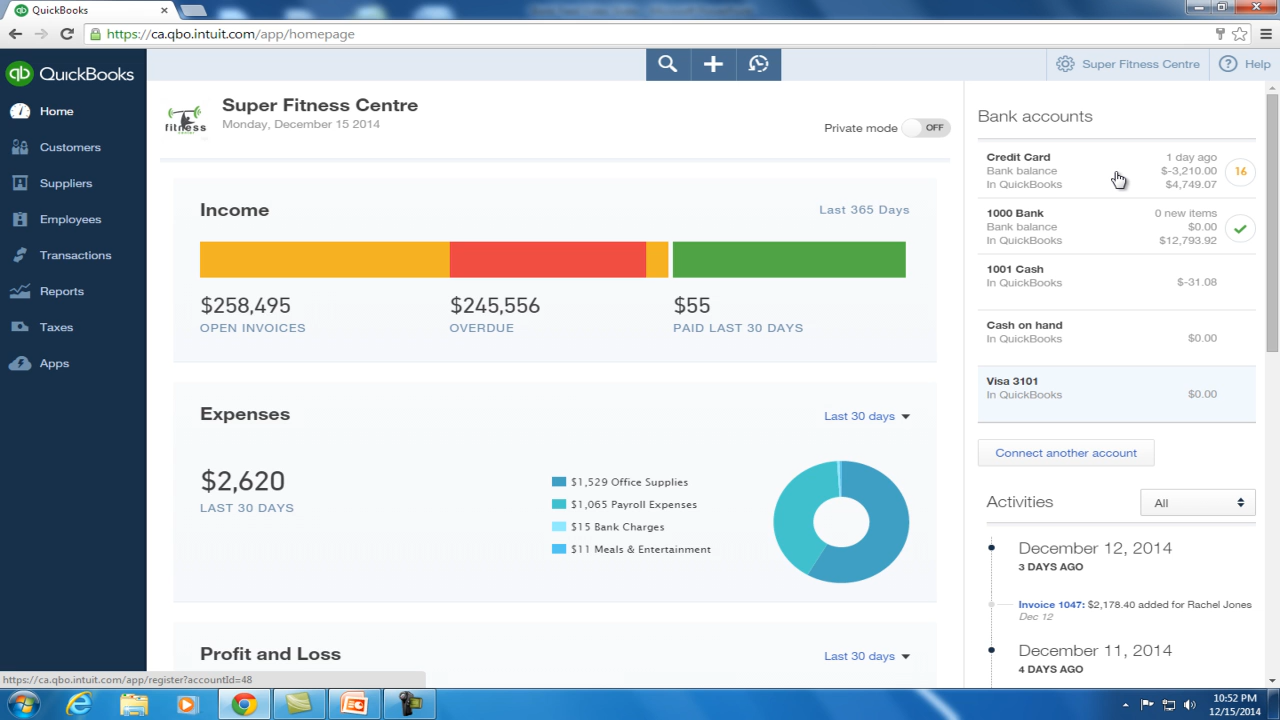 QuickBooks
https://ca.qbo.intuit.com/app/homepage
qb QuickBooks
Super Fitness Centre
Help
Home
Customers
Suppliers
Employees
Transactions
Reports
Taxes
Apps
fitness
Super Fitness Centre
Monday, December 15 2014
Private mode OFF
Income
Last 365 Days
$258,495
OPEN INVOICES
$245,556
OVERDUE
$55
PAID LAST 30 DAYS
Expenses
Last 30 days
$2,620
LAST 30 DAYS
$1,529 Office Supplies
$1,065 Payroll Expenses
$15 Bank Charges
$11 Meals & Entertainment
Profit and Loss
Last 30 days
Bank accounts
Credit Card 1 day ago
Bank balance $-3,210.00
In QuickBooks $4,749.07
16
1000 Bank 0 new items
Bank balance $0.00
In QuickBooks $12,793.92
1001 Cash
In QuickBooks $-31.08
Cash on hand
In QuickBooks $0.00
Visa 3101
In QuickBooks $0.00
Connect another account
Activities All
December 12, 2014
3 DAYS AGO
Invoice 1047: $2,178.40 added for Rachel Jones
Dec 12
December 11, 2014
4 DAYS AGO
https://ca.qbo.intuit.com/app/register?accountId=48
10:52 PM
12/15/2014